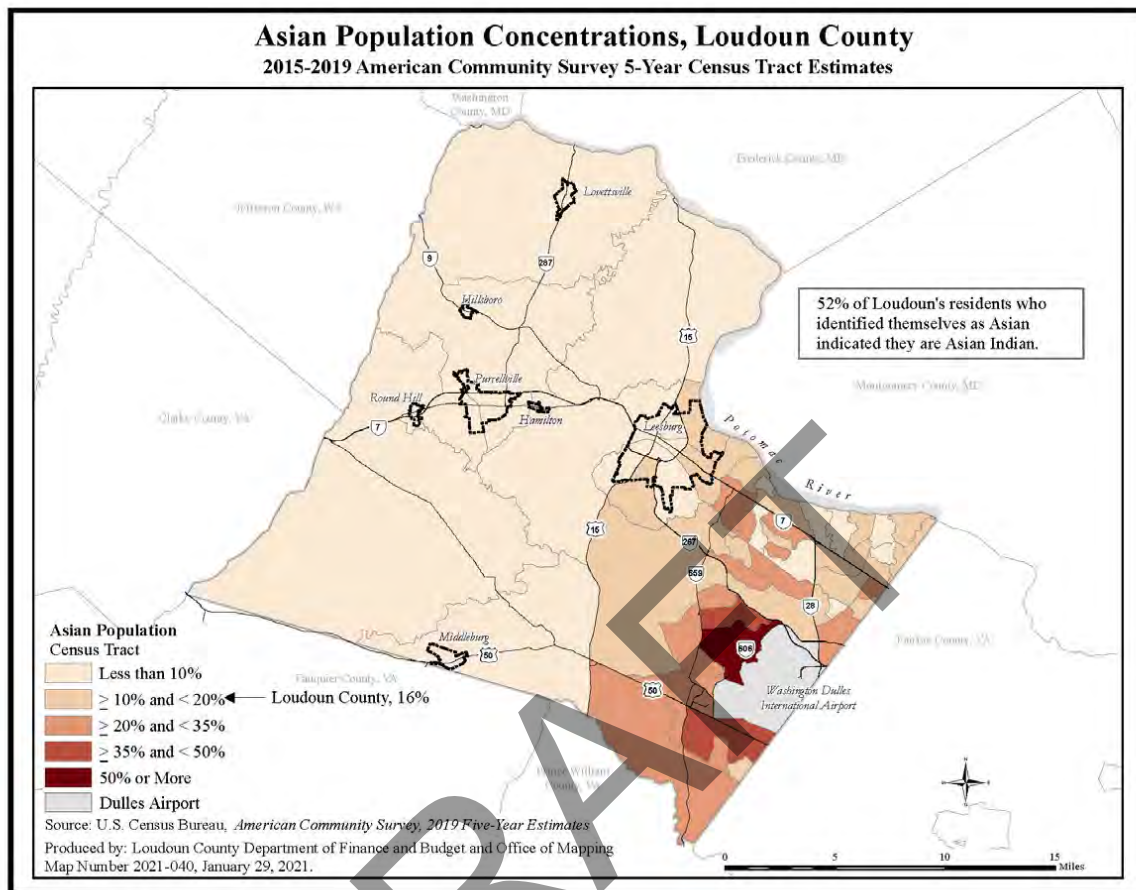 Asian Population Concentrations, Loudoun County
2015-2019 American Community Survey 5-Year Census Tract Estimates
Washington
County, MD
Frederick County, MD
Jefferson County, WV
Lovettsville
9
287
Hillsboro
15
52% of Loudoun's residents who
identified themselves as Asian
indicated they are Asian Indian.
Montgomery County, MD
Purcellville
Round Hill
Hamilton
Clarke County, VA
7
Leesburg
Potomac
River
7
15
267
659
28
606
Fairfax County, VA
Middleburg
50
50
Washington Dulles
International Airport
Fauquier County, VA
Prince William
County, VA
Asian Population
Census Tract
Less than 10%
≥ 10% and < 20%
Loudoun County, 16%
≥ 20% and < 35%
≥ 35% and < 50%
50% or More
Dulles Airport
Source: U.S. Census Bureau, American Community Survey, 2019 Five-Year Estimates
Produced by: Loudoun County Department of Finance and Budget and Office of Mapping
Map Number 2021-040, January 29, 2021.
0 5 10 15
Miles
DRAFT